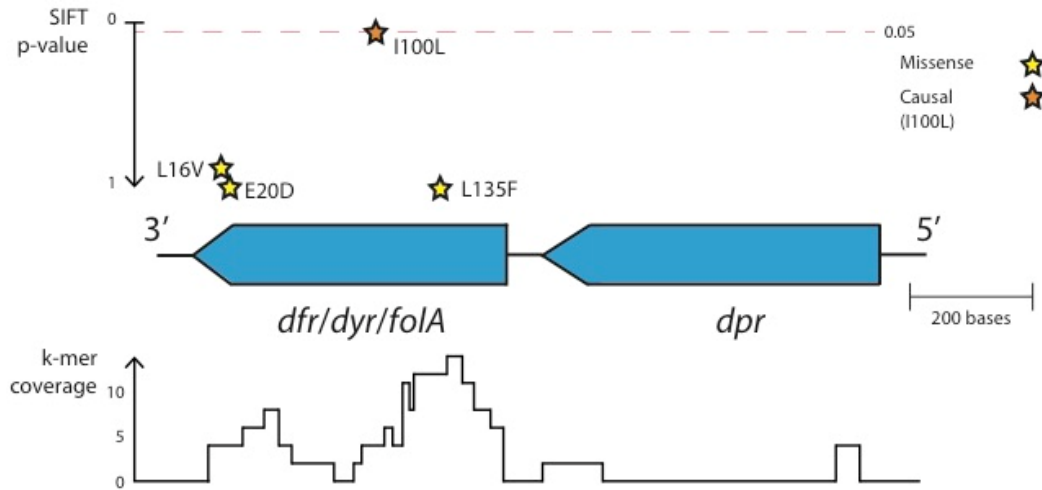 SIFT
p-value
0
0.05
I100L
Missense
Causal
(I100L)
L16V
1
E20D
L135F
3′
5′
dfr/dyr/folA
dpr
200 bases
k-mer
coverage
10
5
0